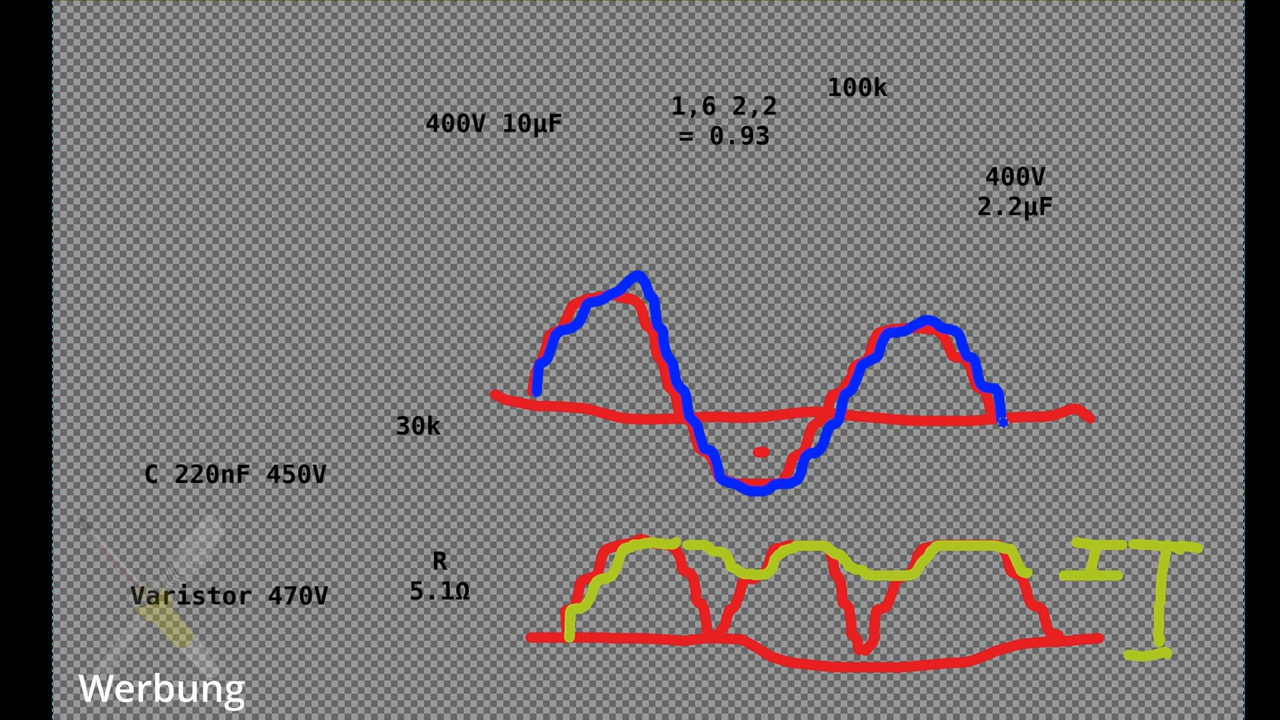 100k
1,6 2,2
= 0.93
400V 10µF
400V
2.2µF
30k
C 220nF 450V
R
5.1Ω
Varistor 470V
Werbung